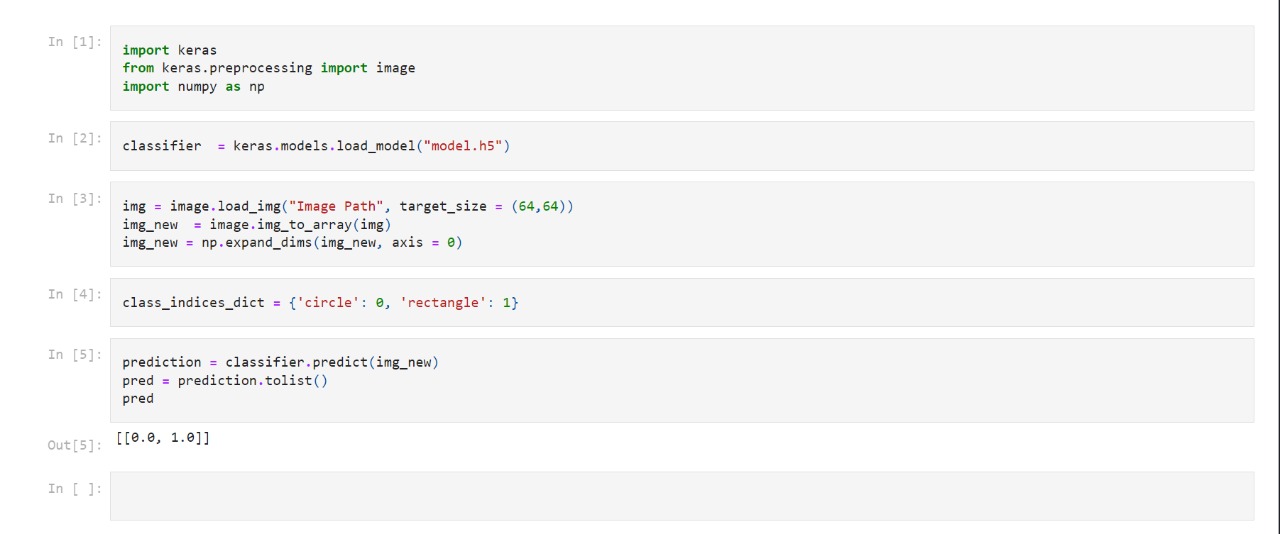 In [1]:
import keras
from keras.preprocessing import image
import numpy as np
In [2]:
classifier  = keras.models.load_model("model.h5")
In [3]:
img = image.load_img("Image Path", target_size = (64,64))
img_new  = image.img_to_array(img)
img_new = np.expand_dims(img_new, axis = 0)
In [4]:
class_indices_dict = {'circle': 0, 'rectangle': 1}
In [5]:
prediction = classifier.predict(img_new)
pred = prediction.tolist()
pred
Out[5]:
[[0.0, 1.0]]
In [ ]: